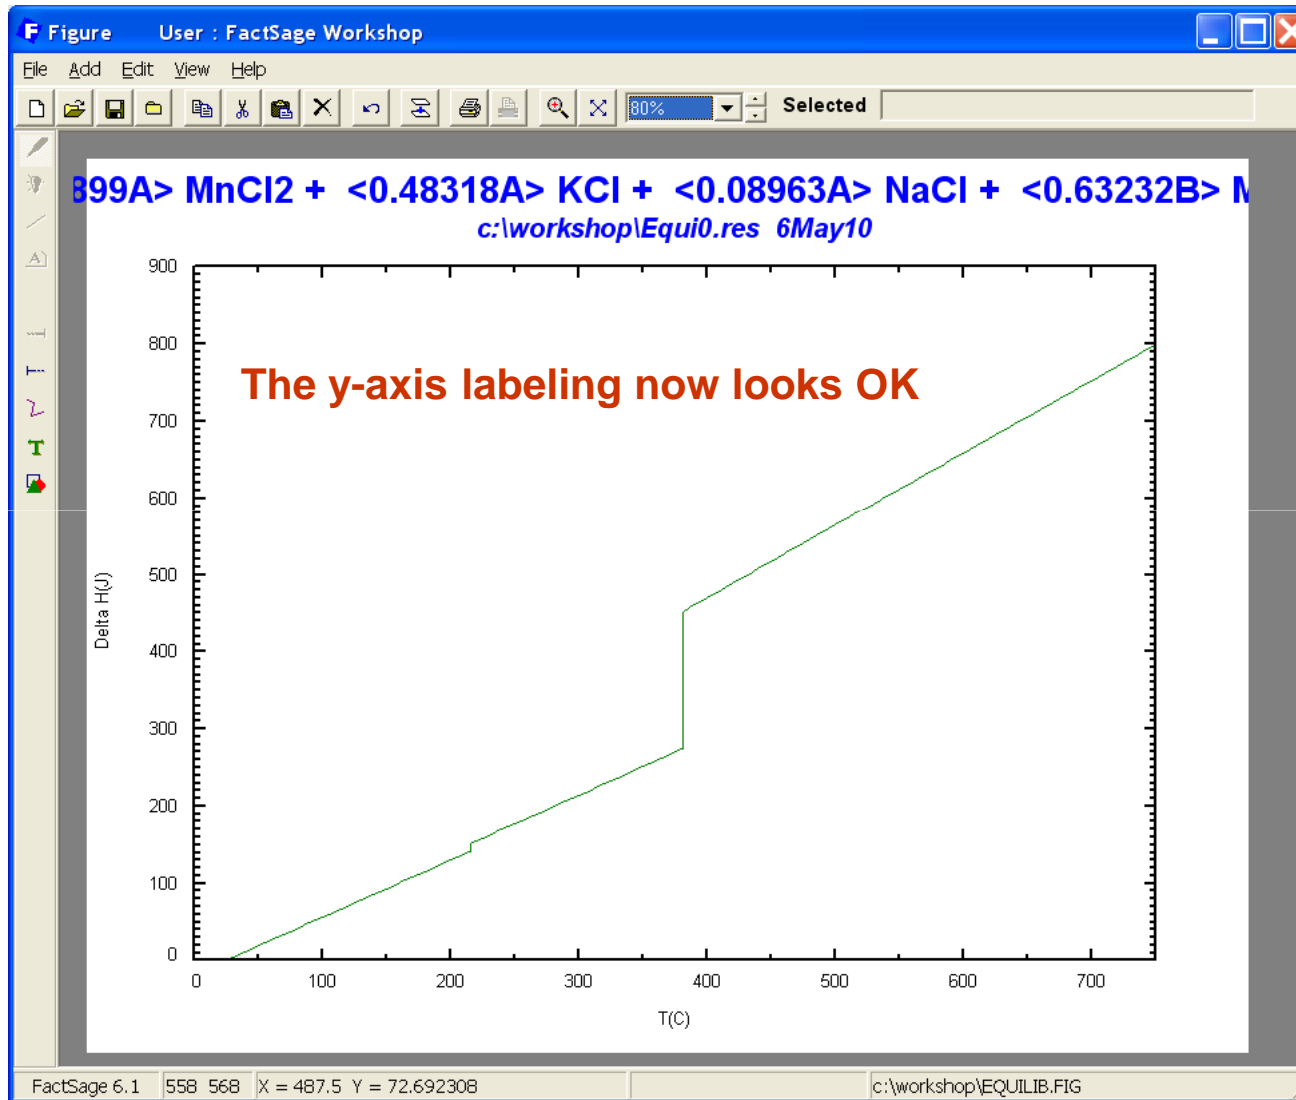 Figure User : FactSage Workshop
File Add Edit View Help
80% Selected
899A> MnCl2 + <0.48318A> KCl + <0.08963A> NaCl + <0.63232B> M
c:\workshop\Equi0.res 6May10
900
800
The y-axis labeling now looks OK
700
600
500
Delta H(J)
400
300
200
100
0
0 100 200 300 400 500 600 700
T(C)
FactSage 6.1 558 568 X = 487.5 Y = 72.692308 c:\workshop\EQUILIB.FIG